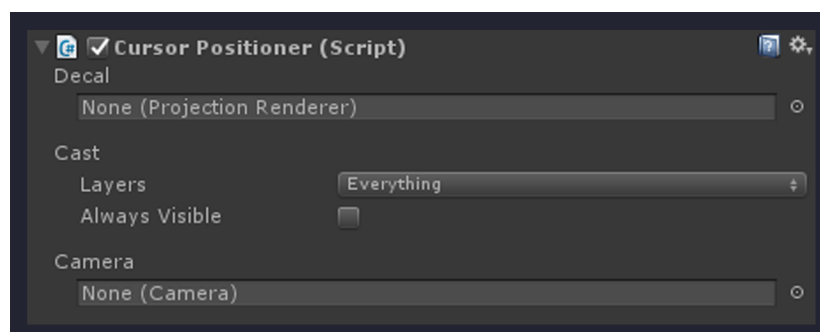 Cursor Positioner (Script)
Decal
None (Projection Renderer)
Cast
Layers Everything
Always Visible
Camera
None (Camera)